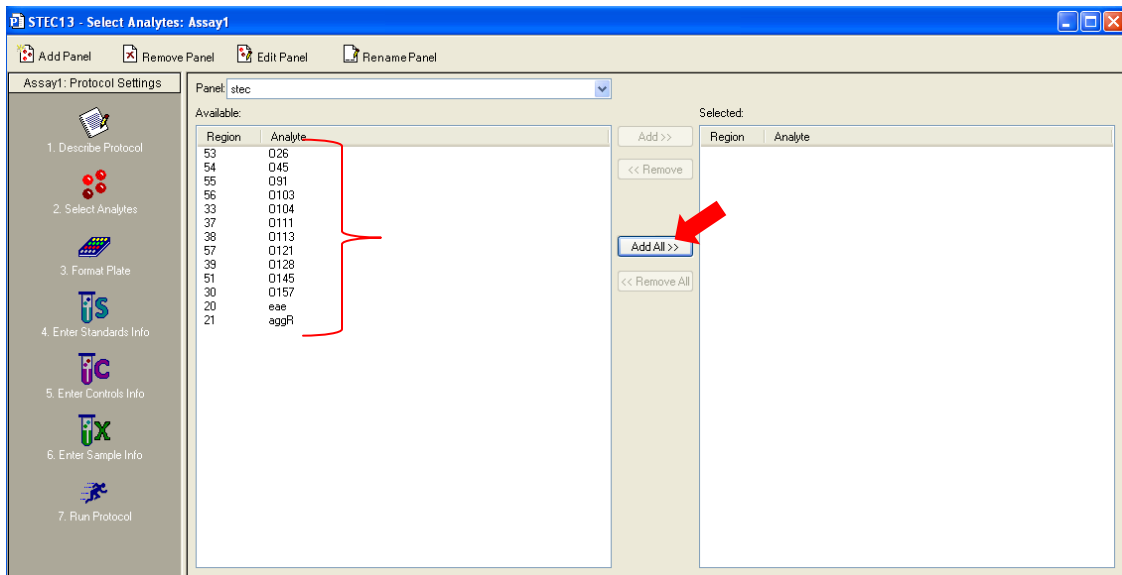 STEC13 - Select Analytes: Assay1
Add Panel Remove Panel Edit Panel Rename Panel
Assay1: Protocol Settings
1. Describe Protocol
2. Select Analytes
3. Format Plate
4. Enter Standards Info
5. Enter Controls Info
6. Enter Sample Info
7. Run Protocol
Panel: stec
Available:
Region Analyte
53 O26
54 O45
55 O91
56 O103
33 O104
37 O111
38 O113
57 O121
39 O128
51 O145
30 O157
20 eae
21 aggR
Add >>
<< Remove
Add All >>
<< Remove All
Selected:
Region Analyte